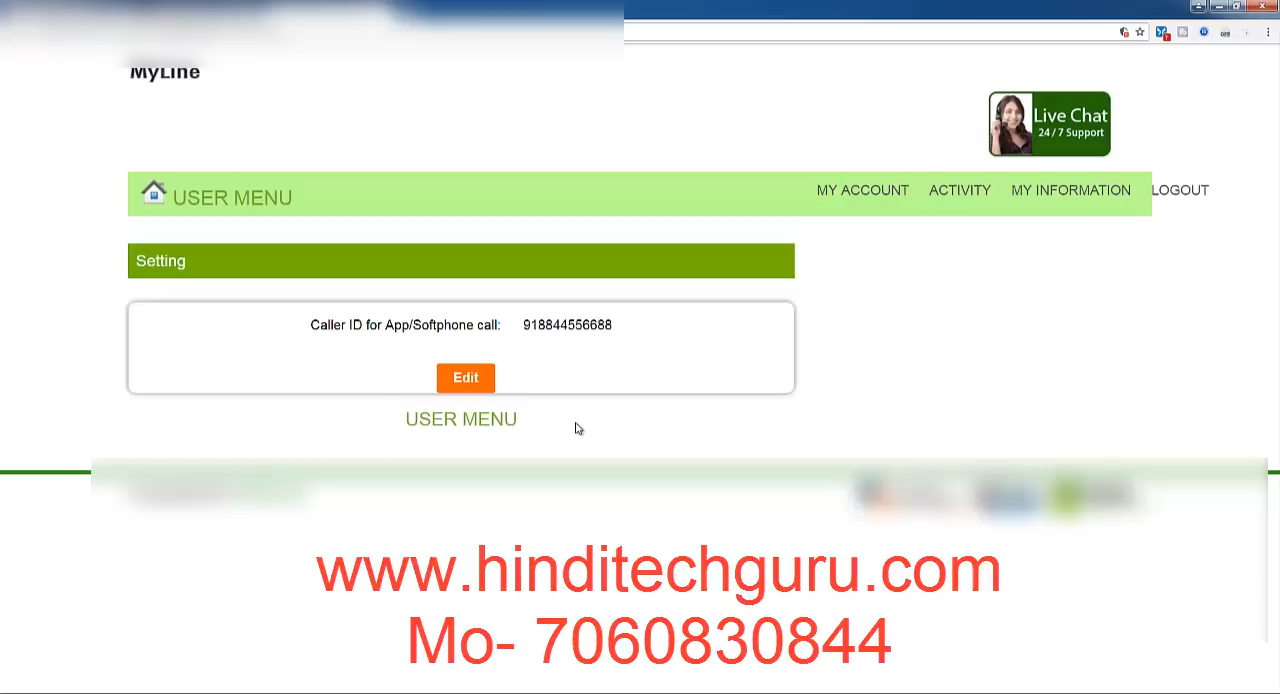 MyLine
Live Chat
24 / 7 Support
USER MENU
MY ACCOUNT ACTIVITY MY INFORMATION LOGOUT
Setting
Caller ID for App/Softphone call: 918844556688
Edit
USER MENU
www.hinditechguru.com
Mo- 7060830844